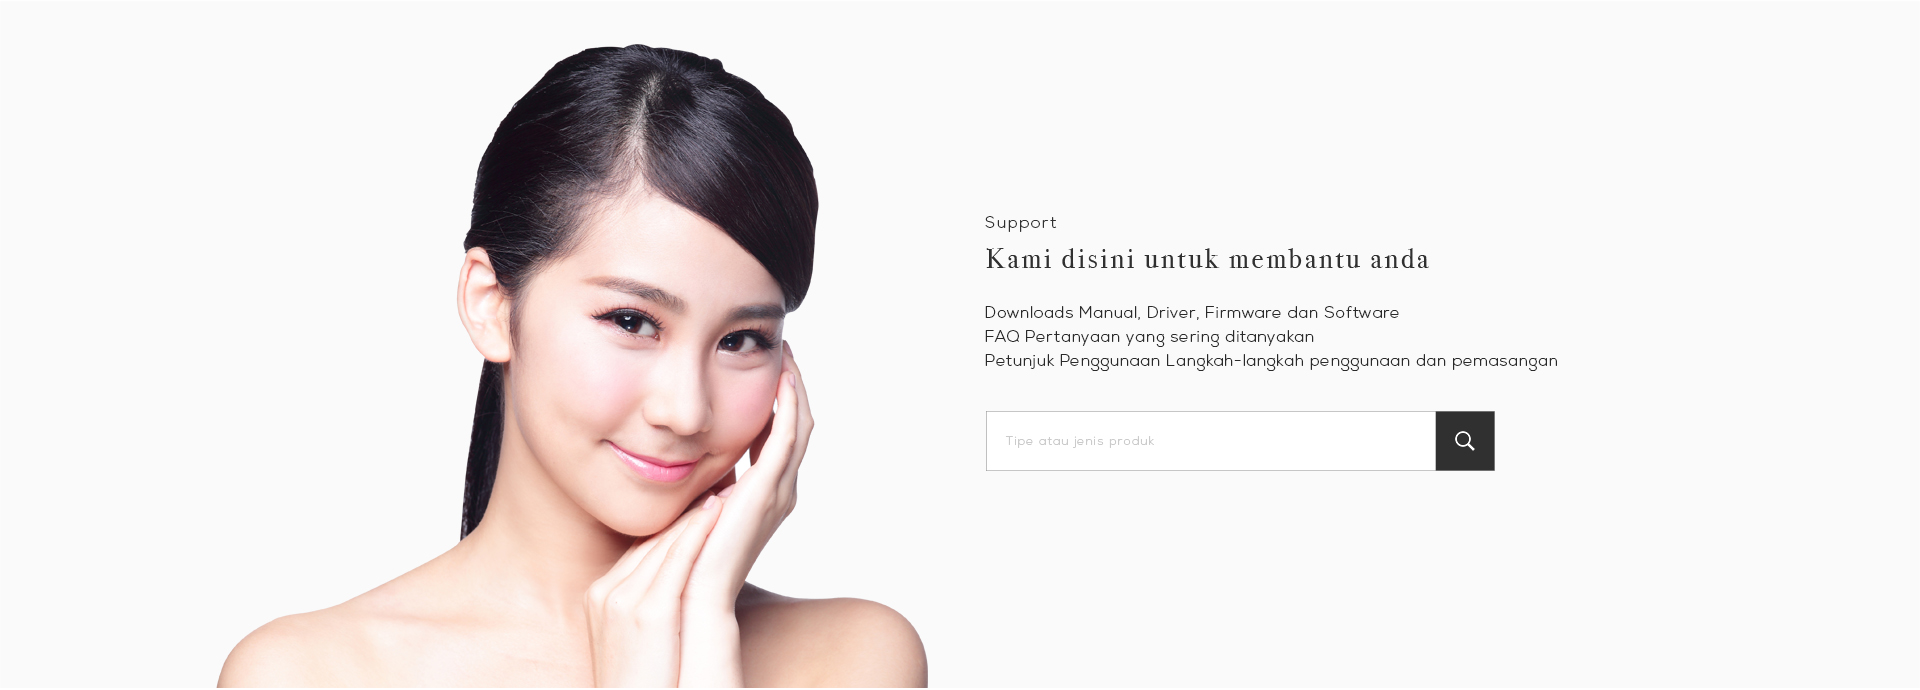 Support
Kami disini untuk membantu anda
Downloads Manual, Driver, Firmware dan Software
FAQ Pertanyaan yang sering ditanyakan
Petunjuk Penggunaan Langkah-langkah penggunaan dan pemasangan
Tipe atau jenis produk